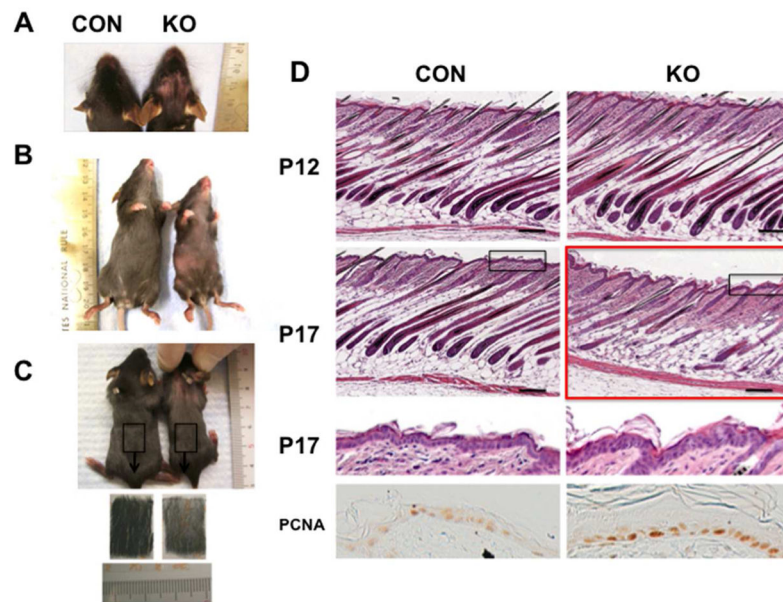 A
CON KO
B
TES NATIONAL RULE
C
D
CON KO
P12
P17
P17
PCNA